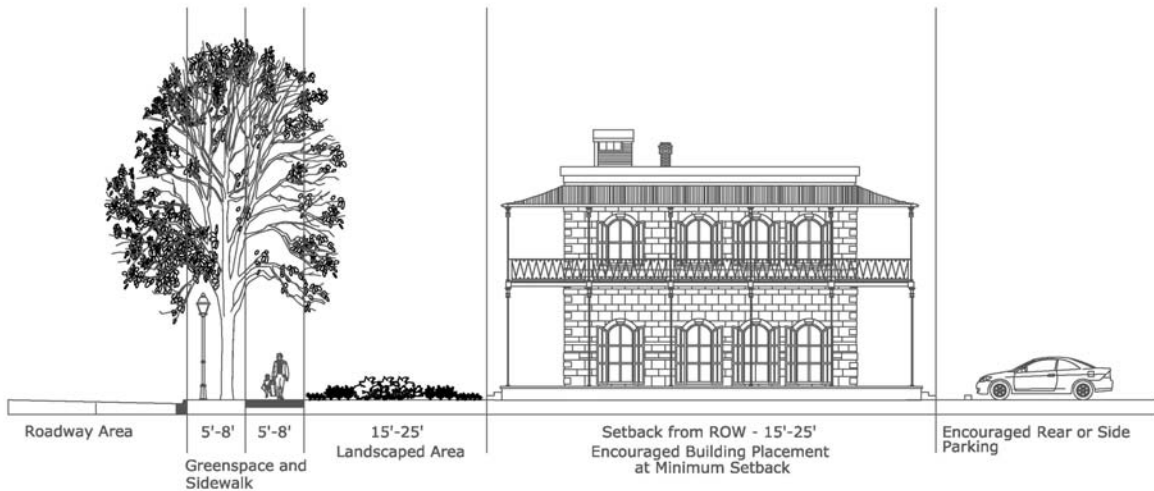 Roadway Area
5'-8'
5'-8'
Greenspace and
Sidewalk
15'-25'
Landscaped Area
Setback from ROW - 15'-25'
Encouraged Building Placement
at Minimum Setback
Encouraged Rear or Side
Parking